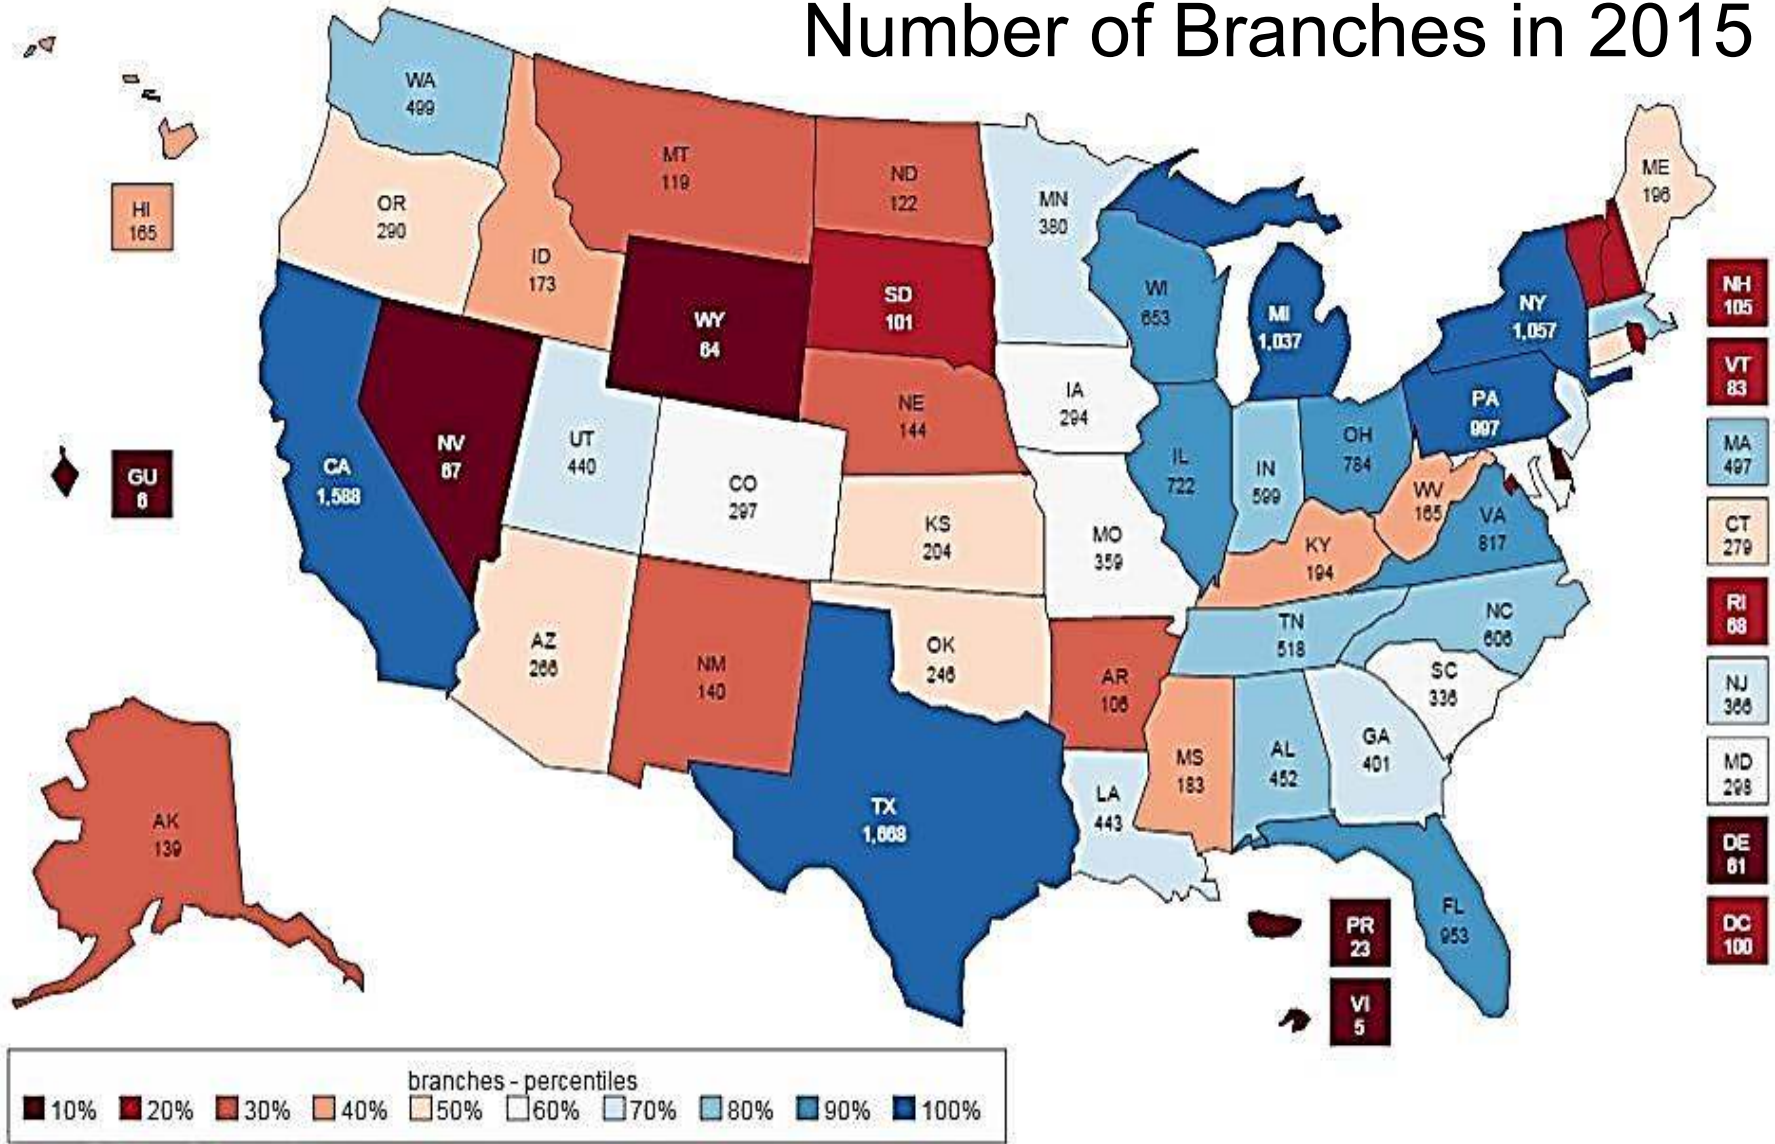 Number of Branches in 2015
WA
499
MT
119
ND
122
MN
380
ME
196
OR
290
HI
165
ID
173
WI
653
NH
105
SD
101
NY
1,057
MI
1,037
WY
64
VT
83
IA
294
NE
144
PA
997
UT
440
NV
67
OH
784
MA
497
IL
722
IN
599
CA
1,588
GU
6
CO
297
WV
165
VA
817
KS
204
CT
279
MO
359
KY
194
RI
68
NC
606
TN
518
AZ
266
OK
246
NM
140
SC
336
AR
106
NJ
366
GA
401
AL
452
MS
183
MD
298
LA
443
TX
1,668
AK
139
DE
61
FL
953
PR
23
DC
100
VI
5
branches - percentiles
10% 20% 30% 40% 50% 60% 70% 80% 90% 100%